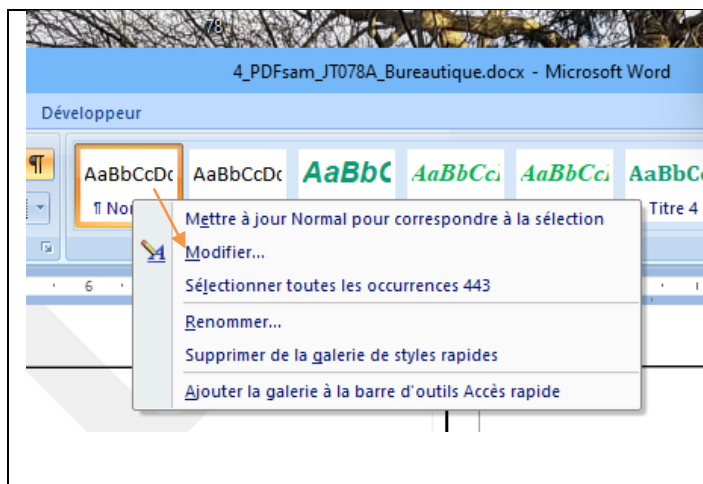 78
4_PDFsam_JT078A_Bureautique.docx - Microsoft Word
Développeur
¶
AaBbCcDc AaBbCcDc AaBbC AaBbCcl AaBbCcl AaBbCc
¶ Nor Titre 4
Mettre à jour Normal pour correspondre à la sélection
Modifier...
Sélectionner toutes les occurrences 443
6
Renommer...
Supprimer de la galerie de styles rapides
Ajouter la galerie à la barre d'outils Accès rapide